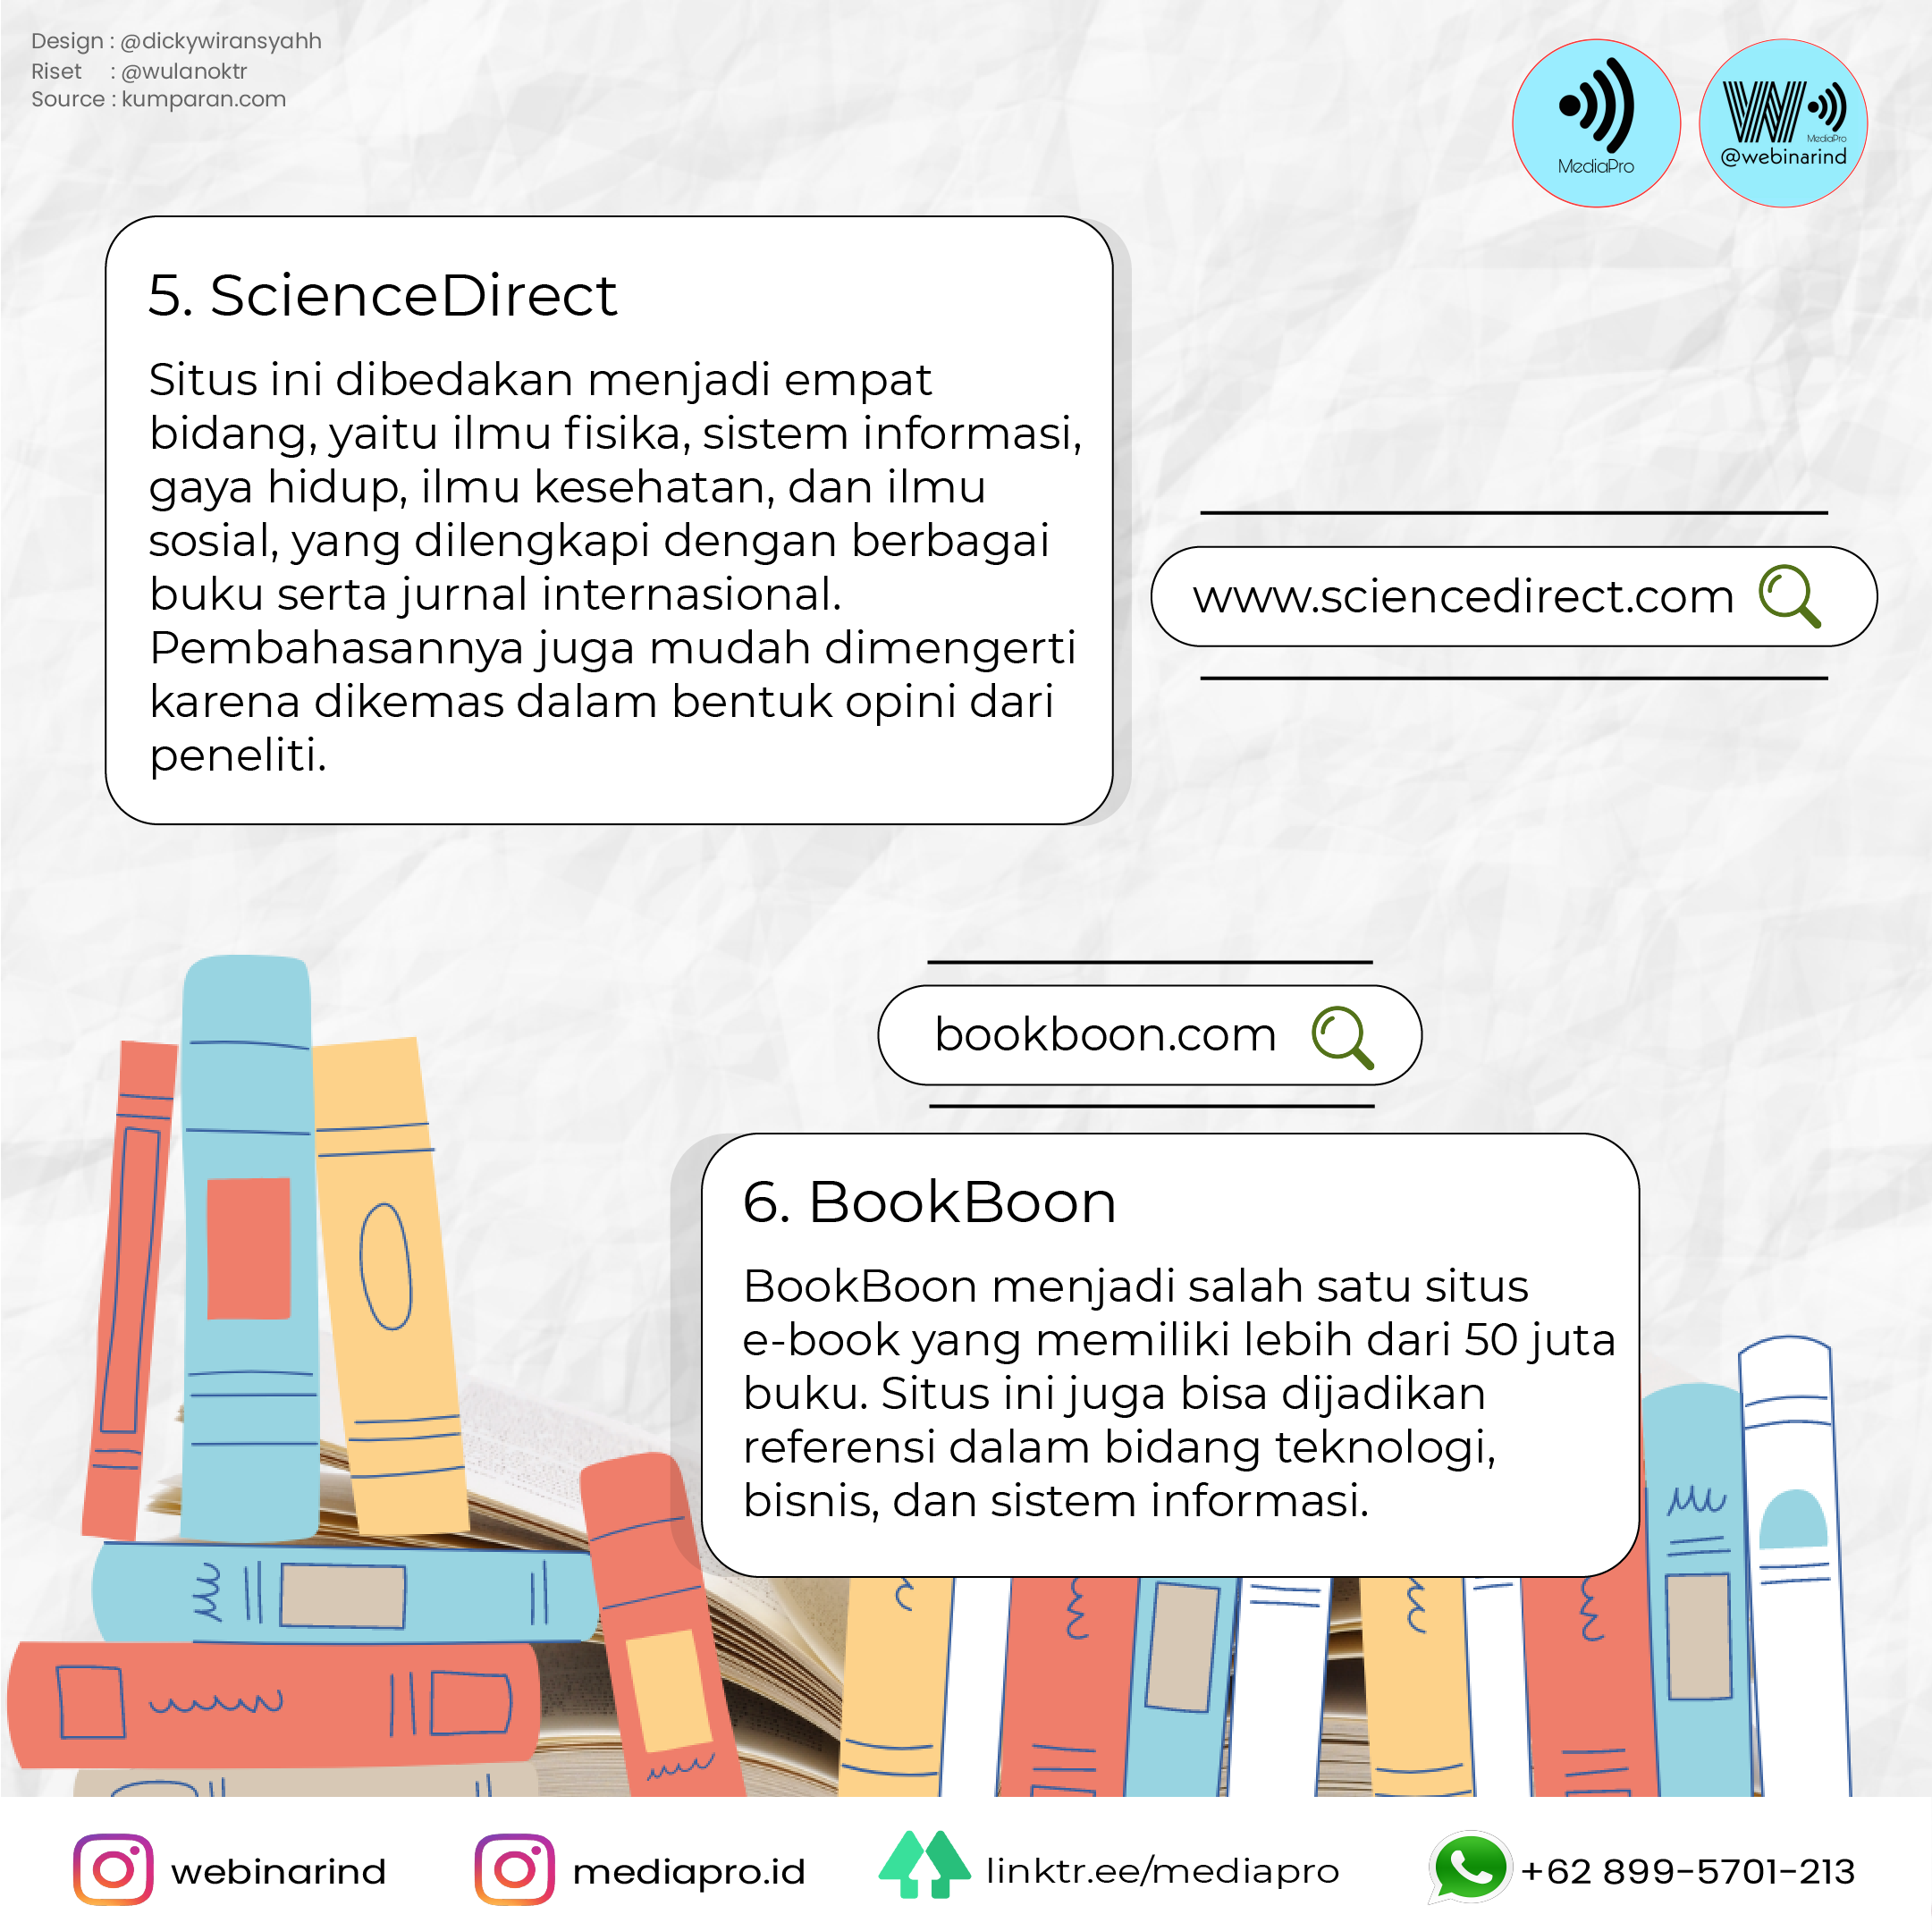 Design : @dickywiransyahh
Riset : @wulanoktr
Source : kumparan.com
MediaPro
W MediaPro
@webinarind
5. ScienceDirect
Situs ini dibedakan menjadi empat
bidang, yaitu ilmu fisika, sistem informasi,
gaya hidup, ilmu kesehatan, dan ilmu
sosial, yang dilengkapi dengan berbagai
buku serta jurnal internasional.
Pembahasannya juga mudah dimengerti
karena dikemas dalam bentuk opini dari
peneliti.
www.sciencedirect.com
bookboon.com
6. BookBoon
BookBoon menjadi salah satu situs
e-book yang memiliki lebih dari 50 juta
buku. Situs ini juga bisa dijadikan
referensi dalam bidang teknologi,
bisnis, dan sistem informasi.
webinarind
mediapro.id
linktr.ee/mediapro
+62 899-5701-213